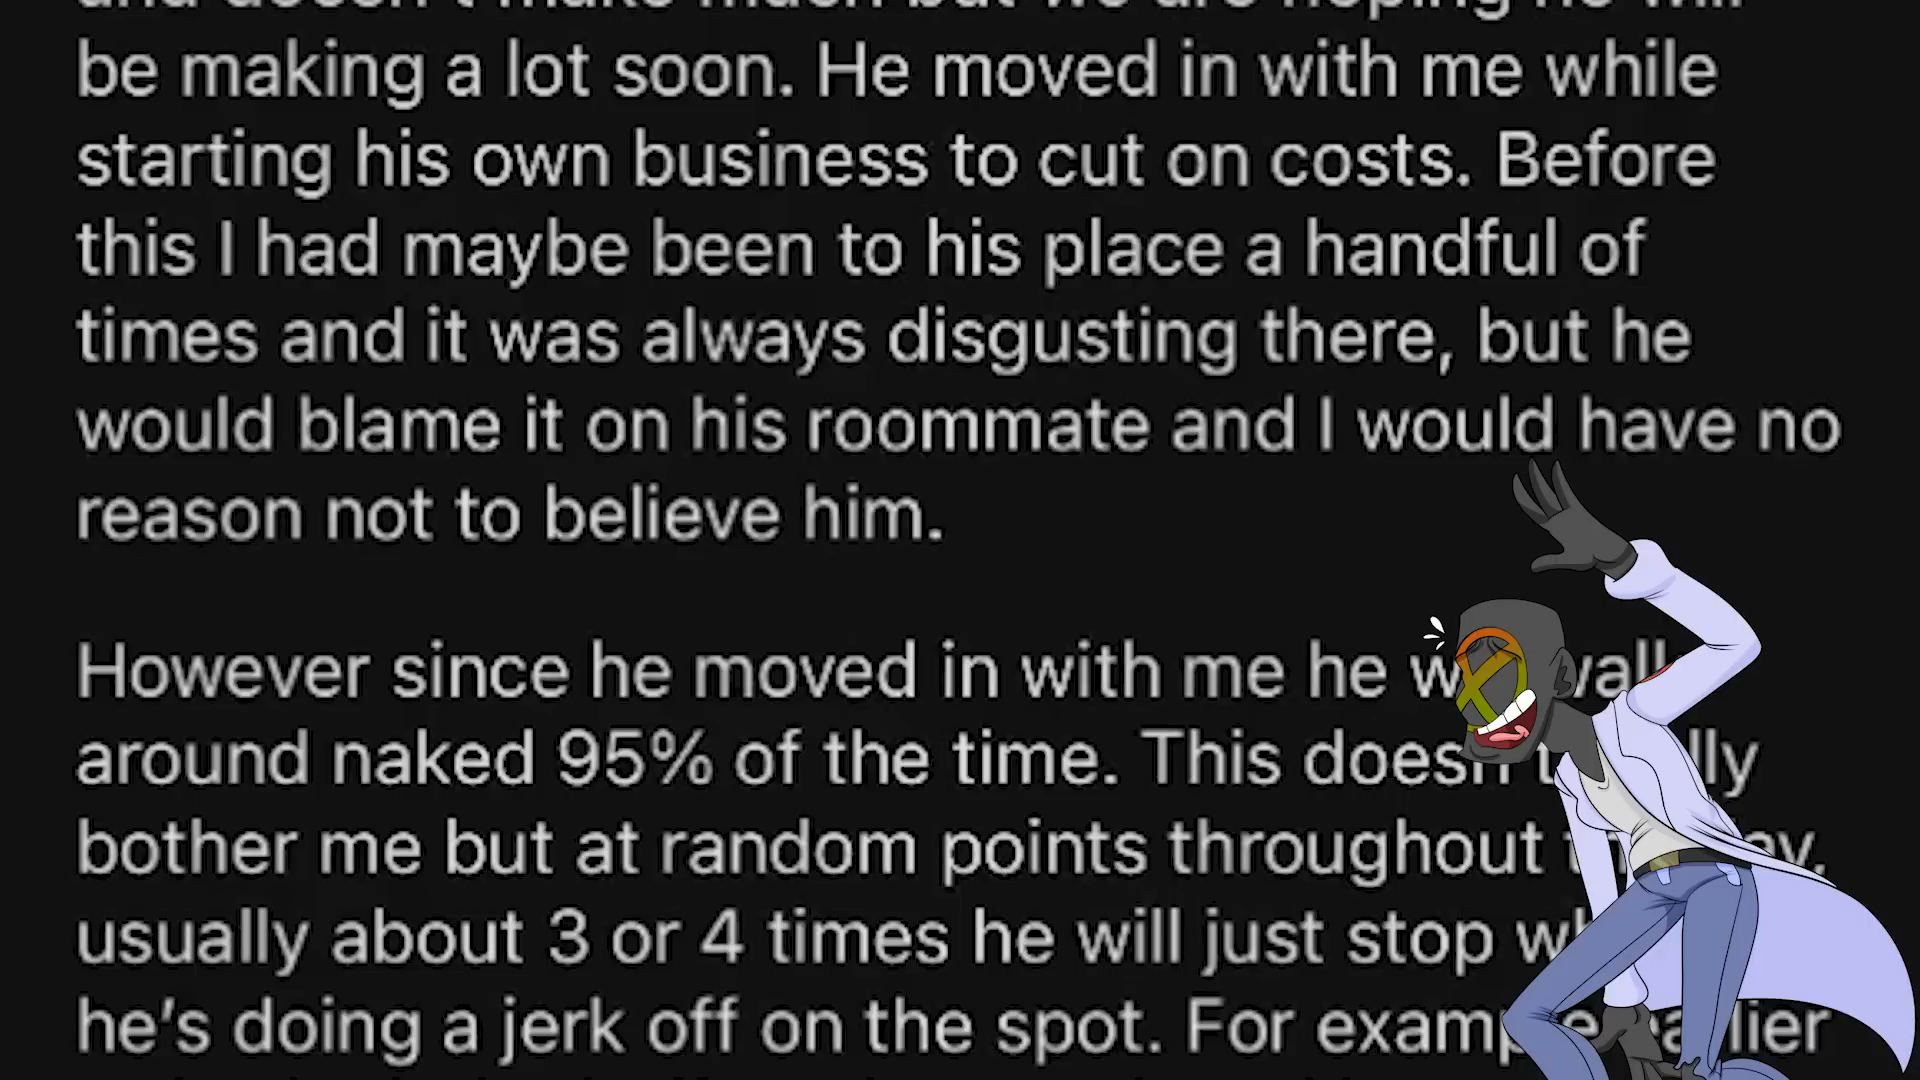 be making a lot soon. He moved in with me while
starting his own business to cut on costs. Before
this I had maybe been to his place a handful of
times and it was always disgusting there, but he
would blame it on his roommate and I would have no
reason not to believe him.
However since he moved in with me he
around naked 95% of the time. This doesn't
bother me but at random points throughout
usually about 3 or 4 times he will just stop
he's doing a jerk off on the spot. For example earlier